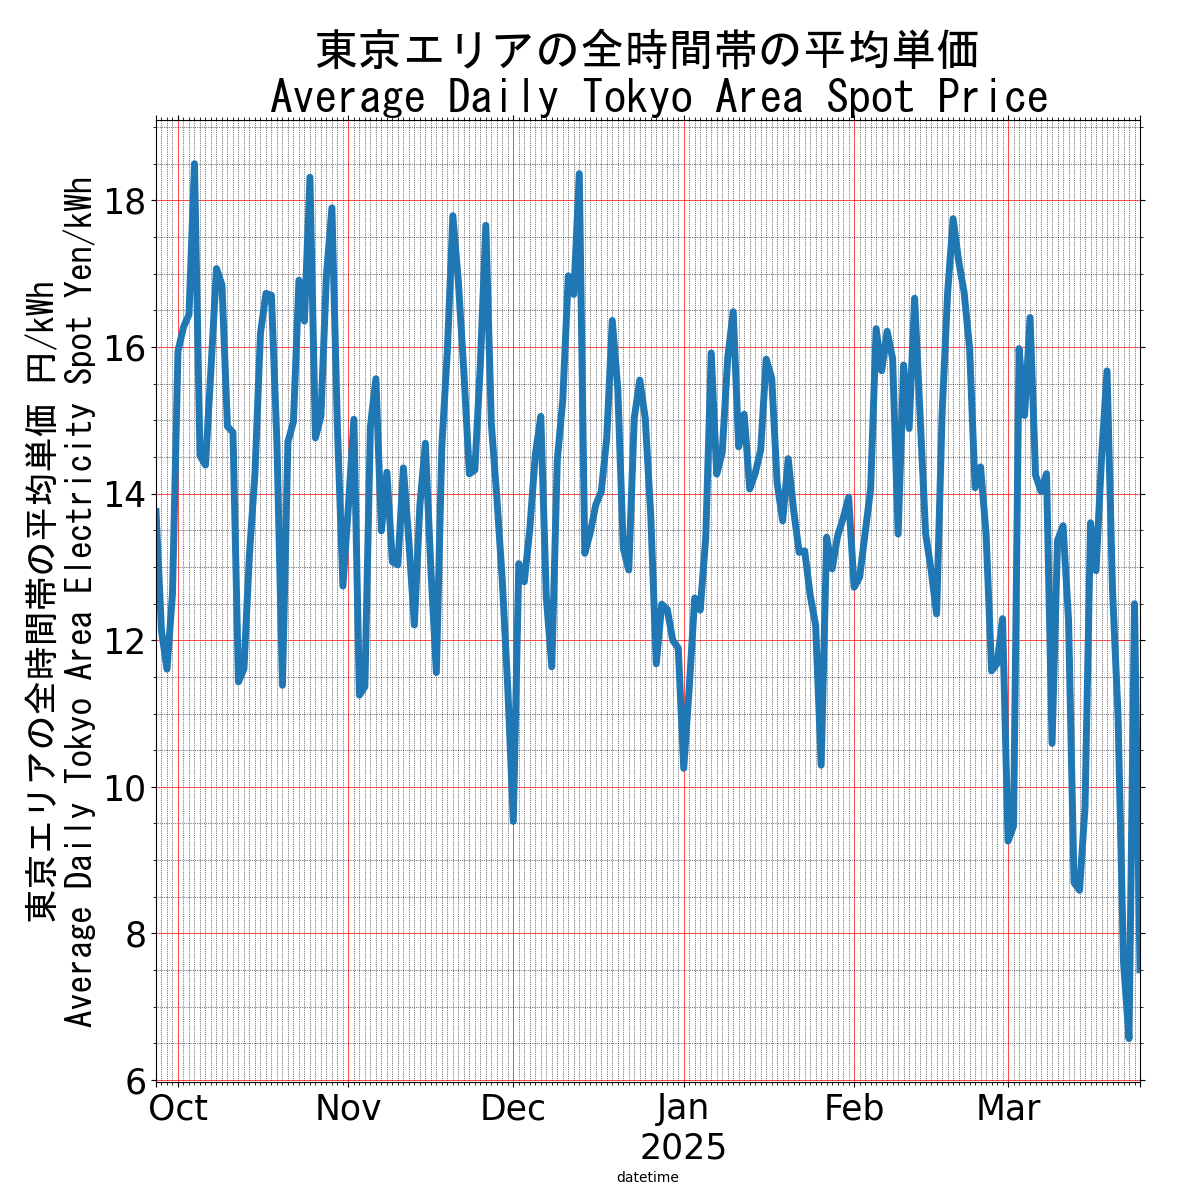 東京エリアの全時間帯の平均単価
Average Daily Tokyo Area Spot Price
東京エリアの全時間帯の平均単価 円/kWh
Average Daily Tokyo Area Electricity Spot Yen/kWh
18
16
14
12
10
8
6
Oct
Nov
Dec
Jan
Feb
Mar
2025
datetime